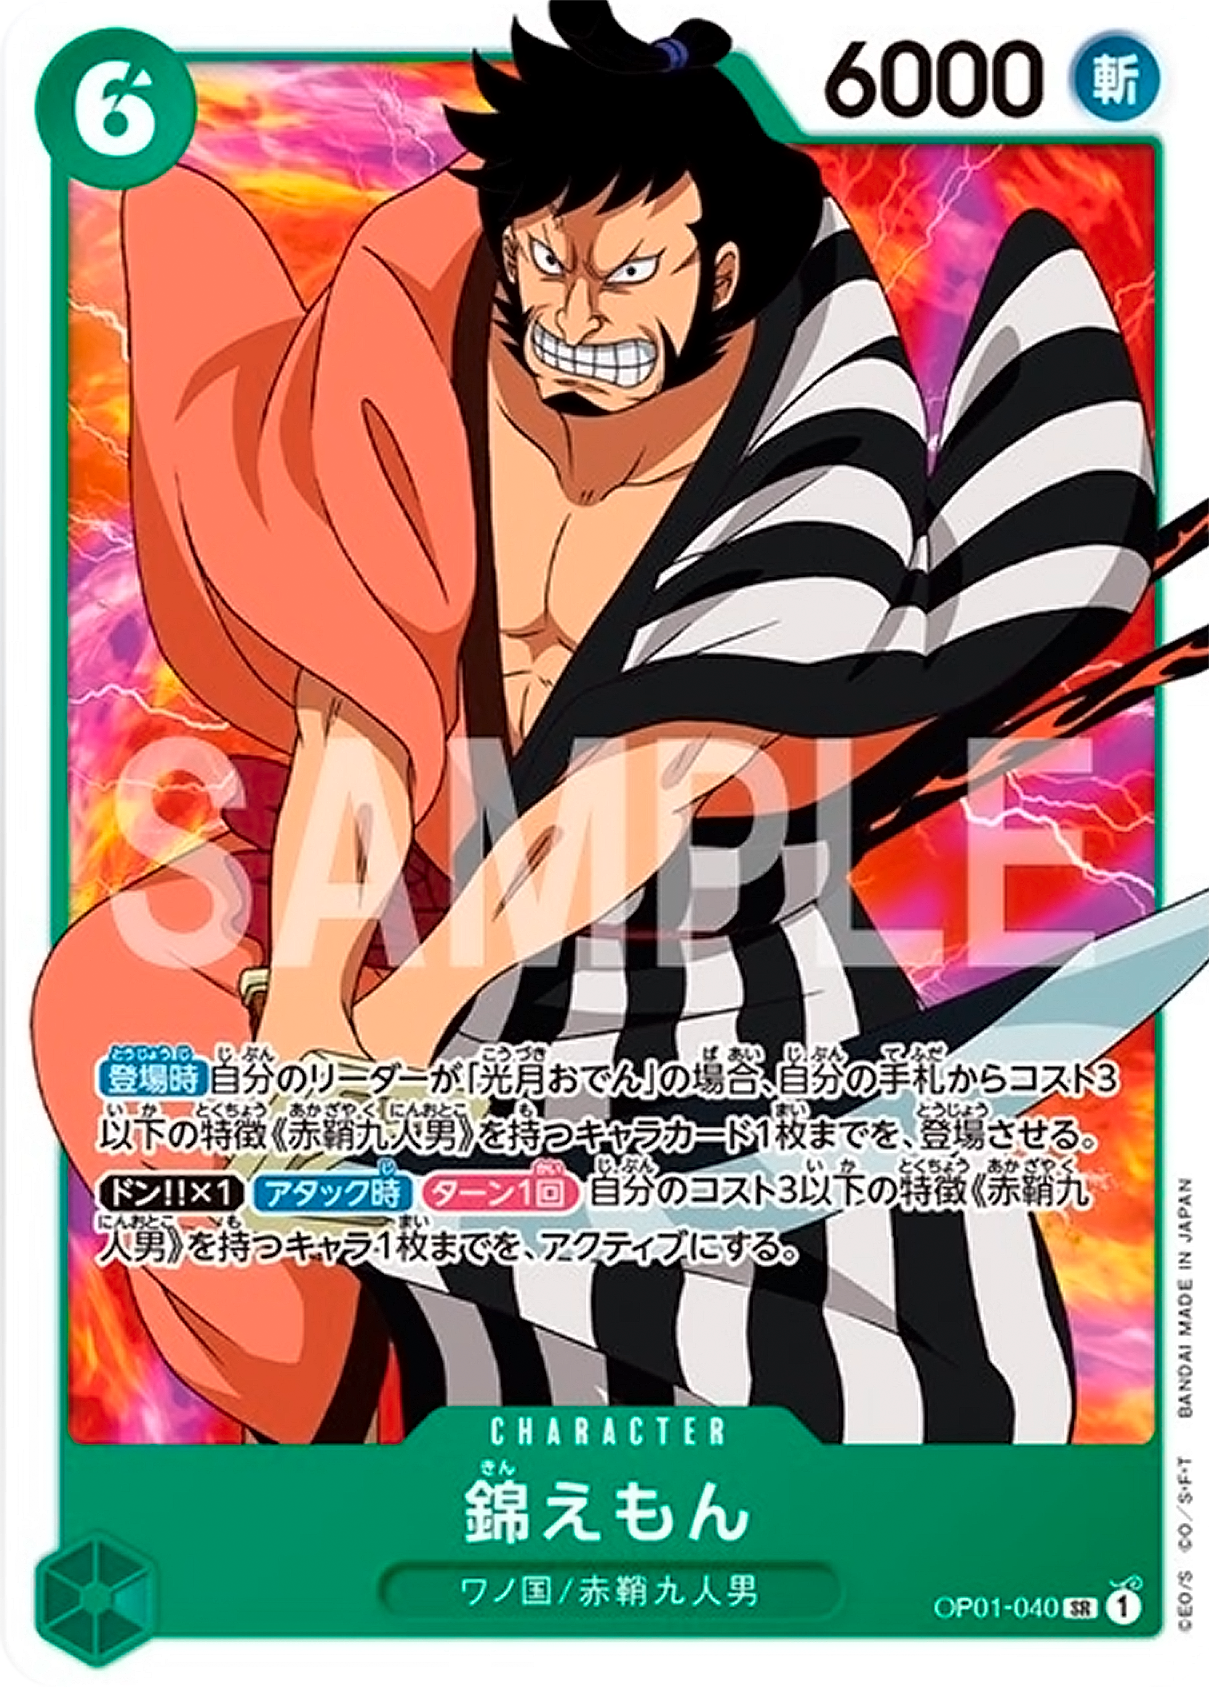 6
6000 斬
SAMPLE
登場時 自分のリーダーが「光月おでん」の場合、自分の手札からコスト3
以下の特徴《赤鞘九人男》を持つキャラカード1枚までを、登場させる。
ドン!!×1 アタック時 ターン1回 自分のコスト3以下の特徴《赤鞘九
人男》を持つキャラ1枚までを、アクティブにする。
CHARACTER
きん
錦えもん
ワノ国/赤鞘九人男
OP01-040 SR 1
©EO/S ©O/S・F・T BANDAI MADE IN JAPAN